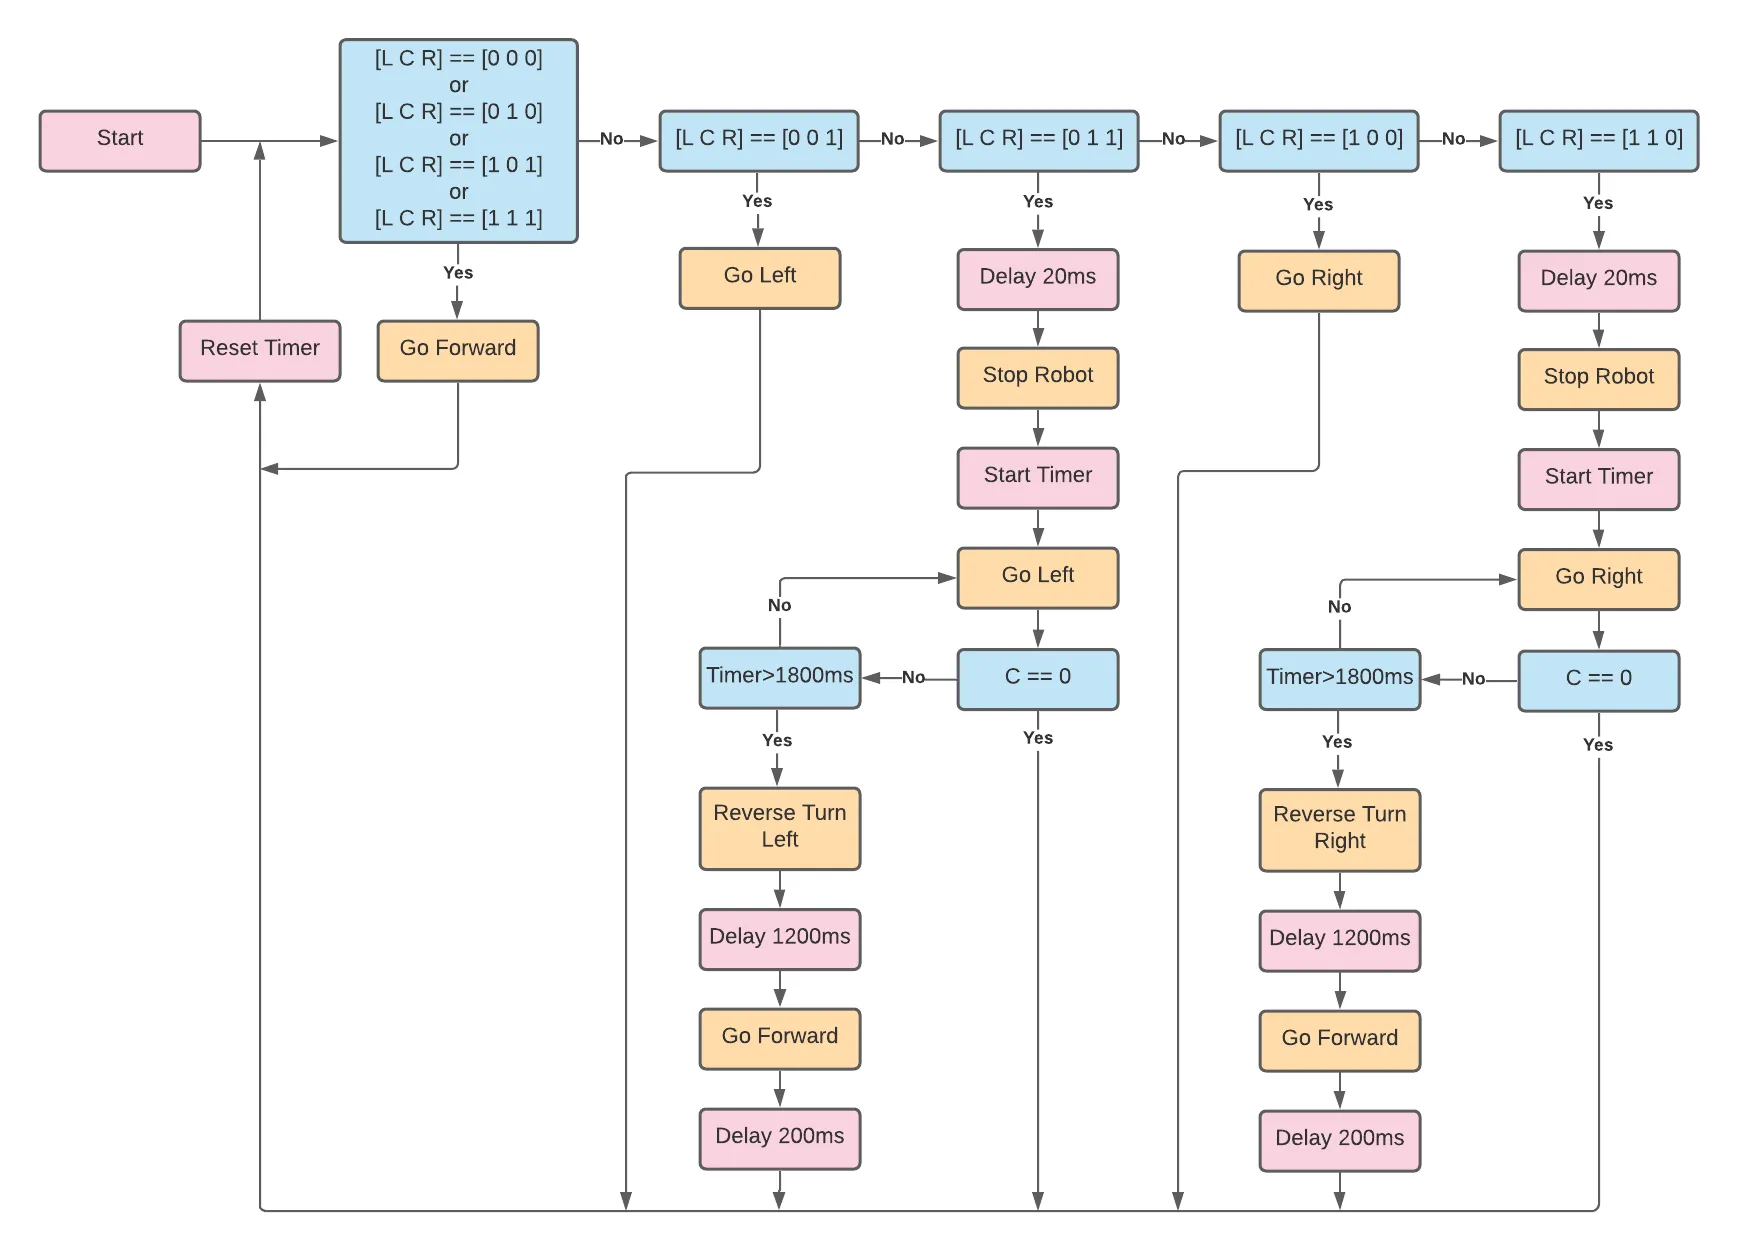 Start
[L C R] == [0 0 0]
or
[L C R] == [0 1 0]
or
[L C R] == [1 0 1]
or
[L C R] == [1 1 1]
No
[L C R] == [0 0 1]
No
[L C R] == [0 1 1]
No
[L C R] == [1 0 0]
No
[L C R] == [1 1 0]
Yes
Go Forward
Reset Timer
Yes
Go Left
Yes
Delay 20ms
Stop Robot
Start Timer
Go Left
C == 0
No
Timer>1800ms
No
Yes
Yes
Reverse Turn
Left
Delay 1200ms
Go Forward
Delay 200ms
Yes
Go Right
Yes
Delay 20ms
Stop Robot
Start Timer
Go Right
C == 0
No
Timer>1800ms
No
Yes
Yes
Reverse Turn
Right
Delay 1200ms
Go Forward
Delay 200ms